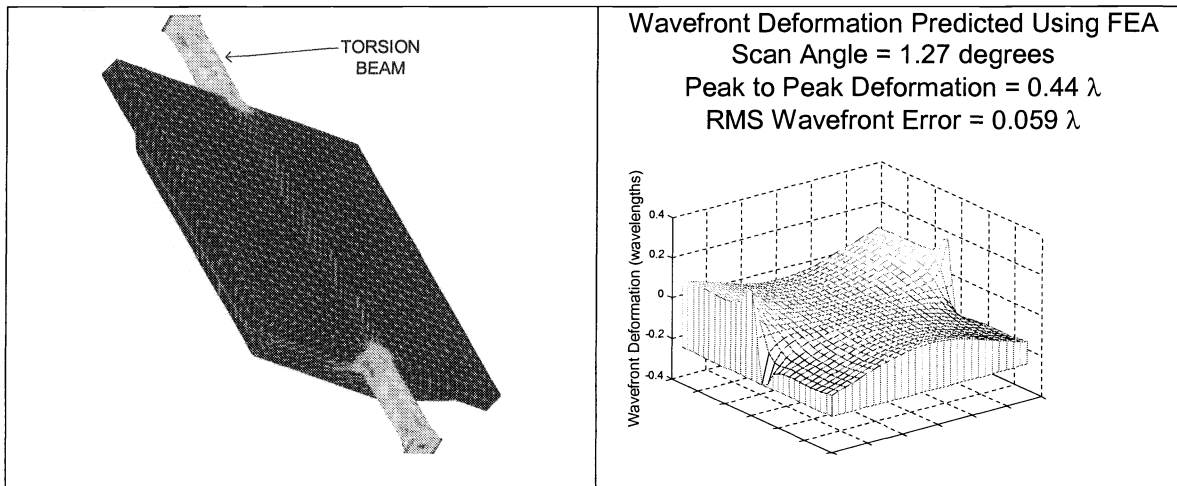 TORSION
BEAM
Wavefront Deformation Predicted Using FEA
Scan Angle = 1.27 degrees
Peak to Peak Deformation = 0.44 λ
RMS Wavefront Error = 0.059 λ
Wavefront Deformation (wavelengths)
0.4
0.2
0
-0.2
-0.4